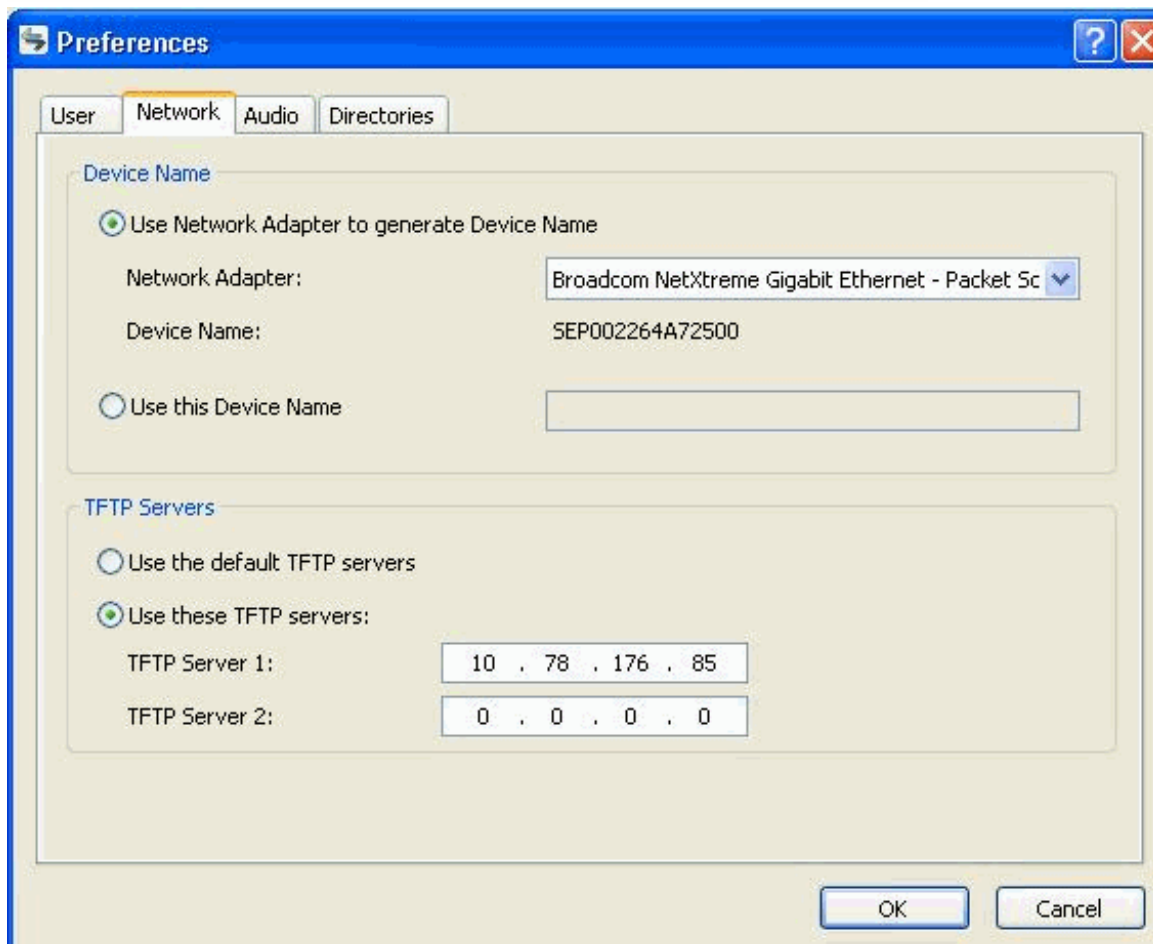 Preferences
User Network Audio Directories
Device Name
Use Network Adapter to generate Device Name
Network Adapter: Broadcom NetXtreme Gigabit Ethernet - Packet Sc
Device Name: SEP002264A72500
Use this Device Name
TFTP Servers
Use the default TFTP servers
Use these TFTP servers:
TFTP Server 1: 10 . 78 . 176 . 85
TFTP Server 2: 0 . 0 . 0 . 0
OK Cancel